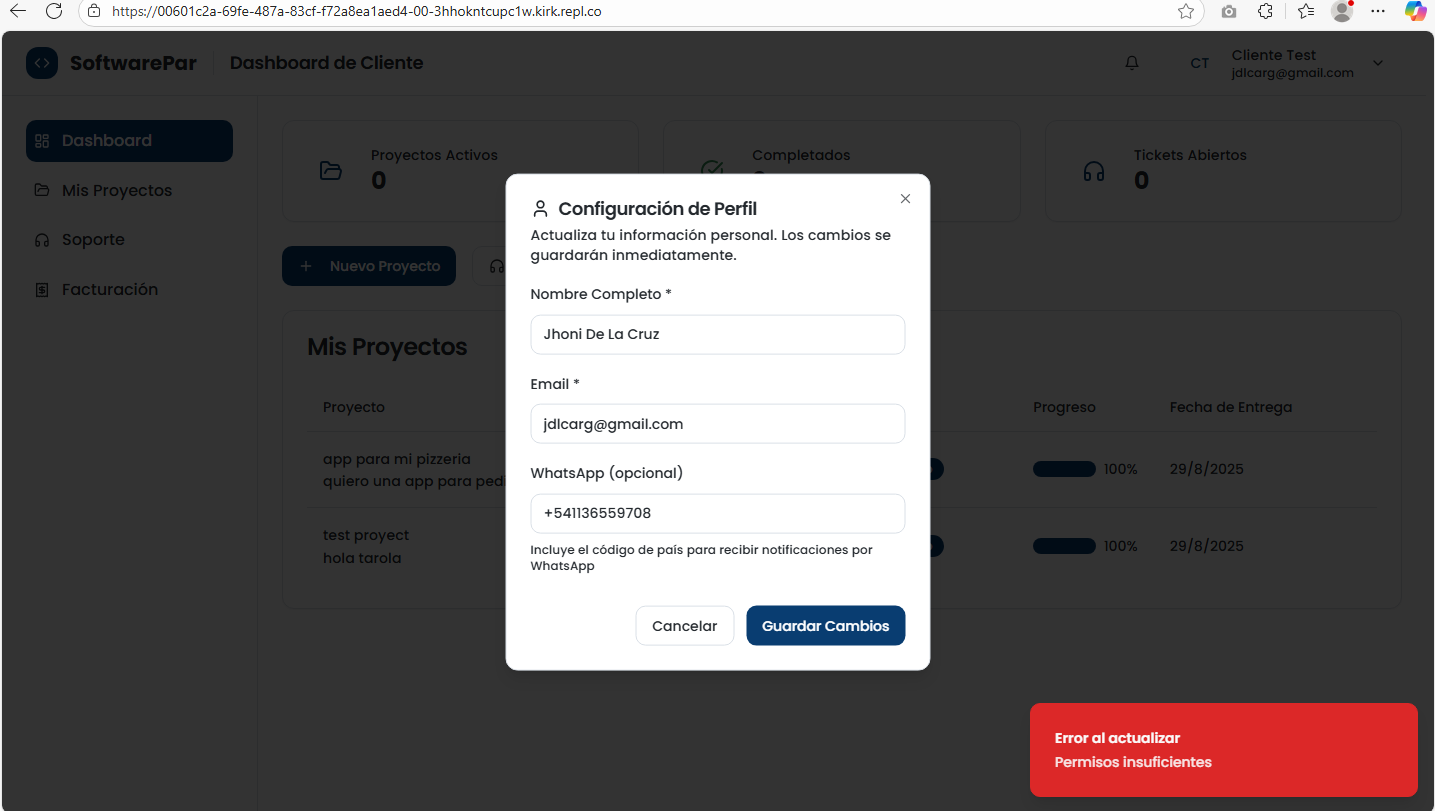 https://00601c2a-69fe-487a-83cf-f72a8ea1aed4-00-3hhokntcupc1w.kirk.repl.co
SoftwarePar
Dashboard de Cliente
CT
Cliente Test
jdlcarg@gmail.com
Dashboard
Mis Proyectos
Soporte
Facturación
Proyectos Activos
0
Completados
Tickets Abiertos
0
Nuevo Proyecto
Mis Proyectos
Proyecto
Progreso
Fecha de Entrega
app para mi pizzeria
quiero una app para pedi
100%
29/8/2025
test proyect
hola tarola
100%
29/8/2025
Configuración de Perfil
Actualiza tu información personal. Los cambios se
guardarán inmediatamente.
Nombre Completo *
Jhoni De La Cruz
Email *
jdlcarg@gmail.com
WhatsApp (opcional)
+541136559708
Incluye el código de país para recibir notificaciones por
WhatsApp
Cancelar
Guardar Cambios
Error al actualizar
Permisos insuficientes